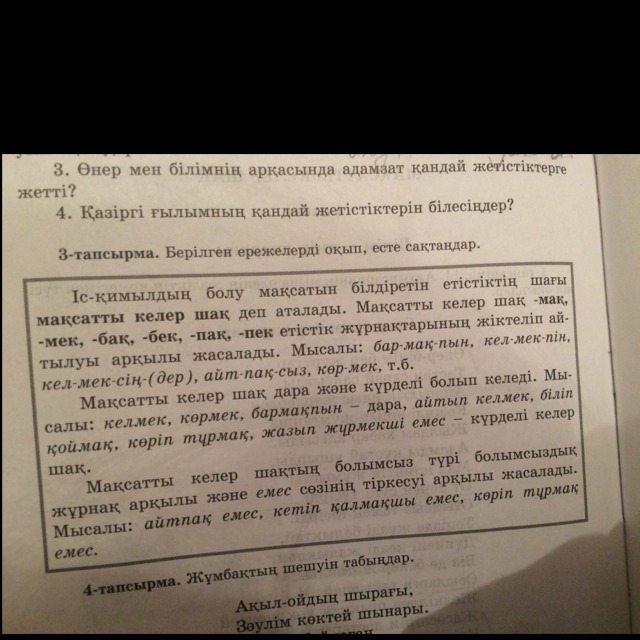 3. Өнер мен білімнің арқасында адамзат қандай жетістіктерге
жетті?
4. Қазіргі ғылымның қандай жетістіктерін білесіңдер?
3-тапсырма. Берілген ережелерді оқып, есте сақтаңдар.
Іс-қимылдың болу мақсатын білдіретін етістіктің шағы
мақсатты келер шақ деп аталады. Мақсатты келер шақ -мақ,
-мек, -бақ, -бек, -пақ, -пек етістік жұрнақтарының жіктеліп ай-
тылуы арқылы жасалады. Мысалы: бар-мақ-пын, кел-мек-пін,
кел-мек-сің-(дер), айт-пақ-сыз, көр-мек, т.б.
Мақсатты келер шақ дара және күрделі болып келеді. Мы-
салы: келмек, көрмек, бармақпын – дара, айтып келмек, біліп
қоймақ, көріп тұрмақ, жазып жүрмекші емес – күрделі келер
шақ.
Мақсатты келер шақтың болымсыз түрі болымсыздық
жұрнақ арқылы және емес сөзінің тіркесуі арқылы жасалады.
Мысалы: айтпақ емес, кетіп қалмақшы емес, көріп тұрмақ
емес.
4-тапсырма. Жұмбақтың шешуін табыңдар.
Ақыл-ойдың шырағы,
Зәулім көктей шынары.